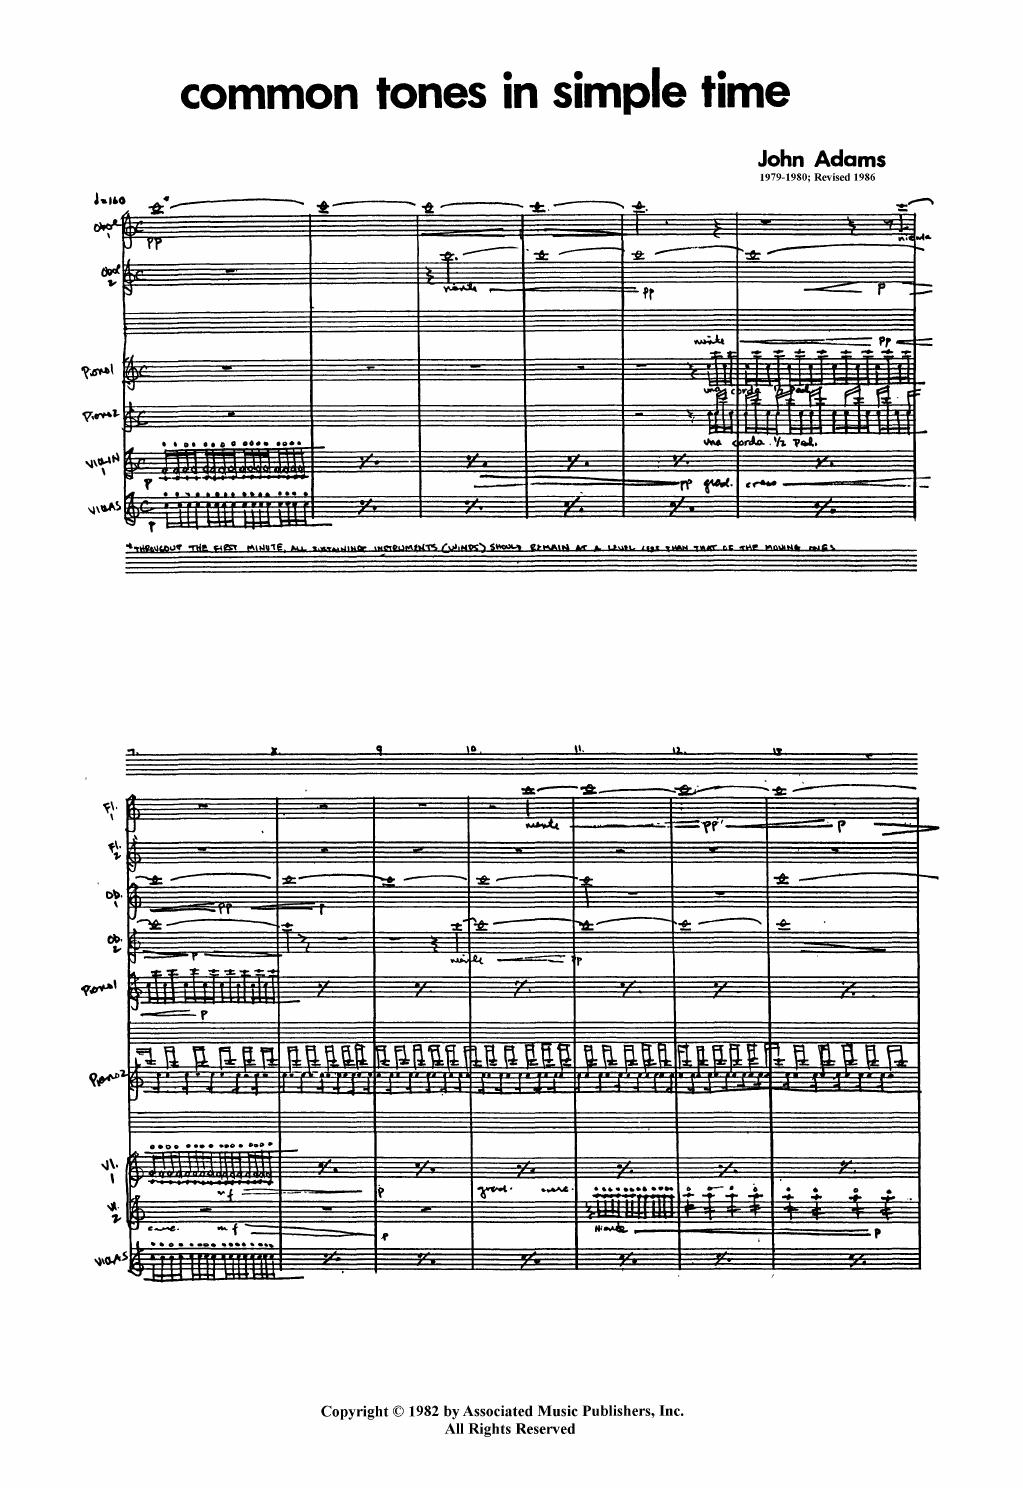 common tones in simple time
John Adams
1979-1980; Revised 1986
♩=160
Oboe 1
pp
niente
Oboe 2
niente pp p
niente pp
Piano 1
una corda ½ Ped.
Piano 2
una corda ½ Ped.
VIOLIN 1
p pp grad. cresc
VIOLAS
p
*THROUGHOUT THE FIRST MINUTE, ALL SUSTAINING INSTRUMENTS (WINDS) SHOULD REMAIN AT A LEVEL LESS THAN THAT OF THE MOVING ONES
7. 8. 9 10. 11. 12. 13
Fl. 1
niente pp p
Fl. 2
Ob. 1
pp p
Ob. 2
p niente pp
Piano 1
p
Piano 2
Vl. 1
mf p grad. cresc.
Vl. 2
cresc. mf p niente p
VIOLAS
Copyright © 1982 by Associated Music Publishers, Inc.
All Rights Reserved